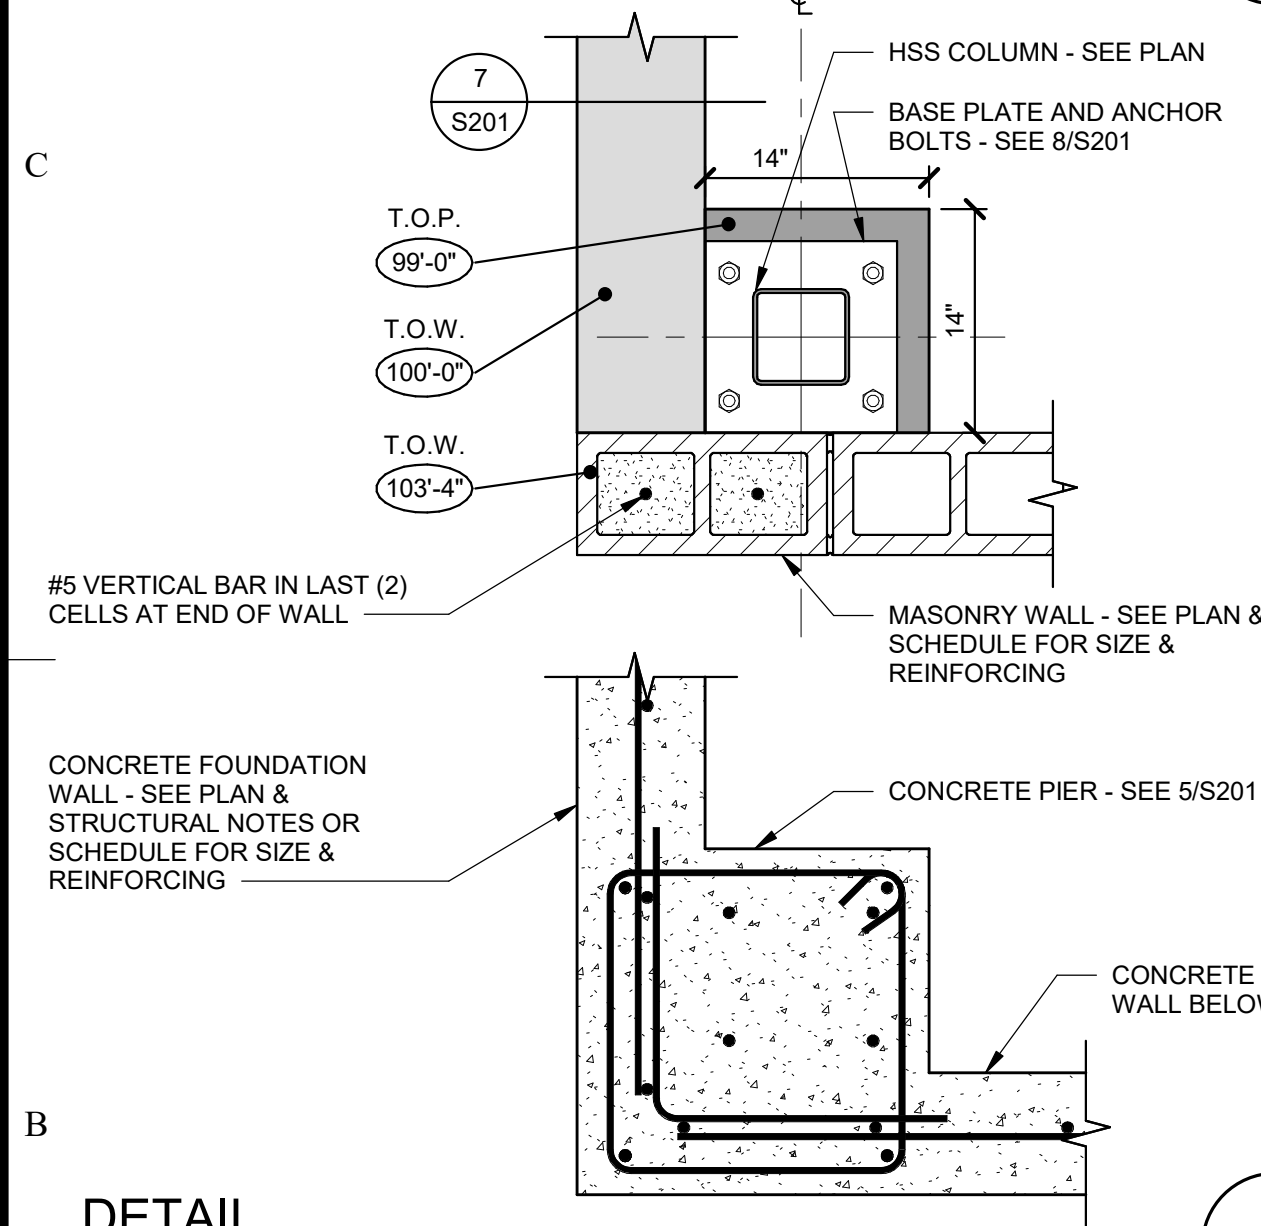 ℄
HSS COLUMN - SEE PLAN
7
S201
BASE PLATE AND ANCHOR
BOLTS - SEE 8/S201
C
14"
T.O.P.
99'-0"
14"
T.O.W.
100'-0"
T.O.W.
103'-4"
#5 VERTICAL BAR IN LAST (2)
CELLS AT END OF WALL
MASONRY WALL - SEE PLAN &
SCHEDULE FOR SIZE &
REINFORCING
CONCRETE FOUNDATION
WALL - SEE PLAN &
STRUCTURAL NOTES OR
SCHEDULE FOR SIZE &
REINFORCING
CONCRETE PIER - SEE 5/S201
CONCRETE
WALL BELOW
B
DETAIL